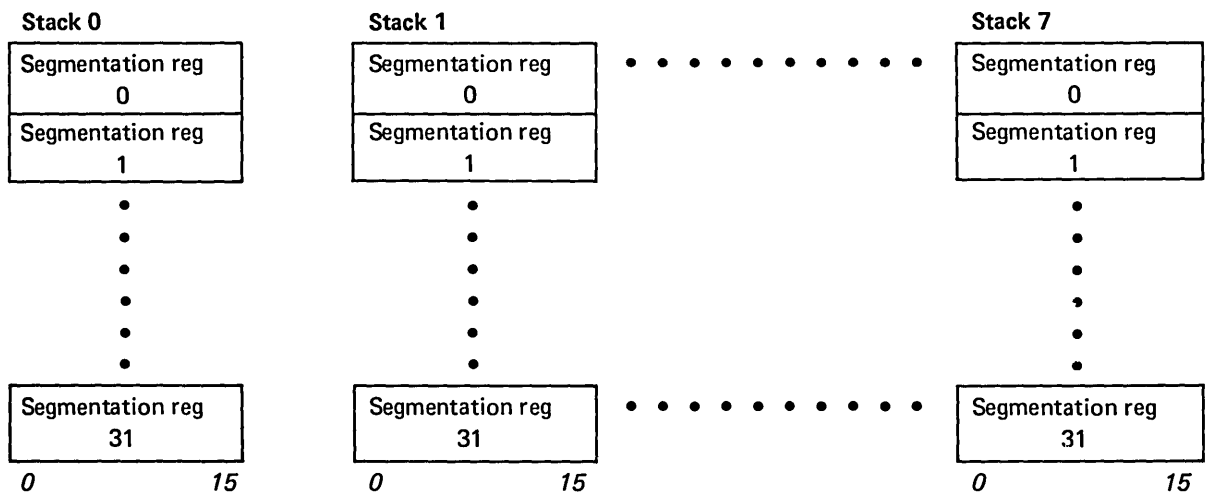 Stack 0
Stack 1
Stack 7
Segmentation reg
0
Segmentation reg
0
Segmentation reg
0
Segmentation reg
1
Segmentation reg
1
Segmentation reg
1
Segmentation reg
31
Segmentation reg
31
Segmentation reg
31
0 15
0 15
0 15